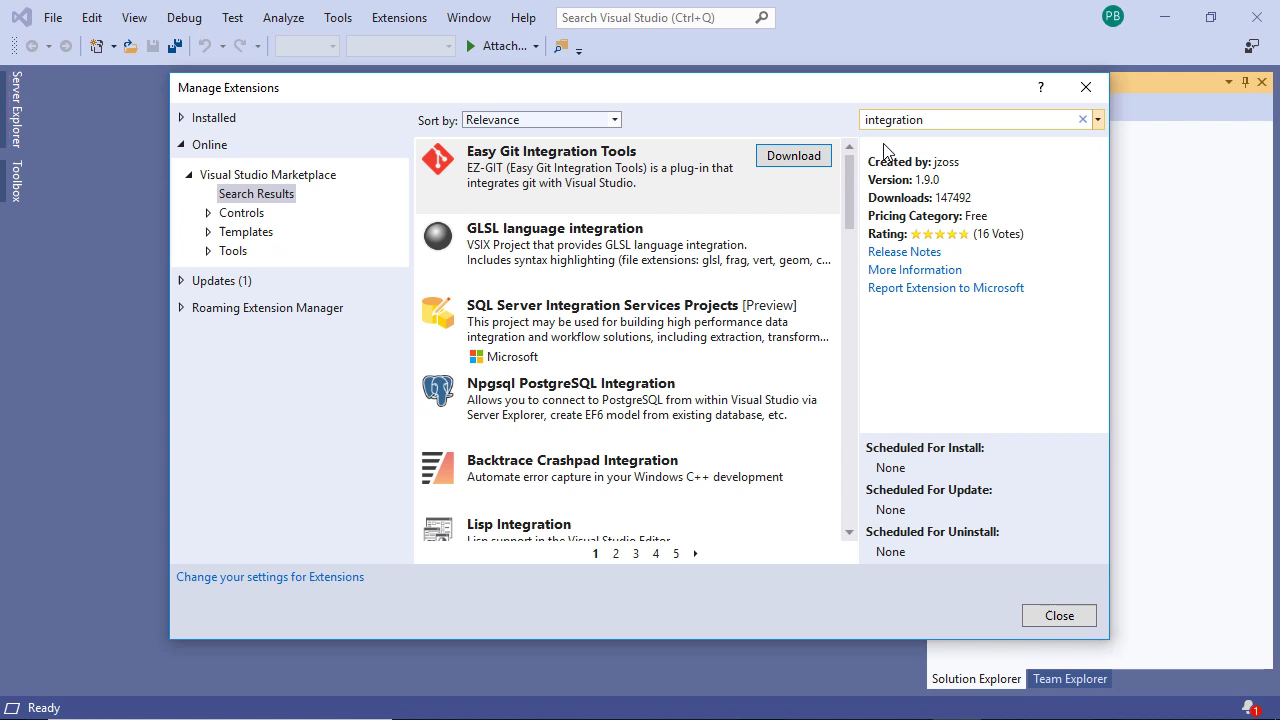 File Edit View Debug Test Analyze Tools Extensions Window Help Search Visual Studio (Ctrl+Q) PB
Attach...
Server Explorer
Toolbox
Manage Extensions ?
Installed
Online
Visual Studio Marketplace
Search Results
Controls
Templates
Tools
Updates (1)
Roaming Extension Manager
Sort by: Relevance
Easy Git Integration Tools
EZ-GIT (Easy Git Integration Tools) is a plug-in that
integrates git with Visual Studio.
Download
GLSL language integration
VSIX Project that provides GLSL language integration.
Includes syntax highlighting (file extensions: glsl, frag, vert, geom, c...
SQL Server Integration Services Projects [Preview]
This project may be used for building high performance data
integration and workflow solutions, including extraction, transform...
Microsoft
Npgsql PostgreSQL Integration
Allows you to connect to PostgreSQL from within Visual Studio via
Server Explorer, create EF6 model from existing database, etc.
Backtrace Crashpad Integration
Automate error capture in your Windows C++ development
Lisp Integration
Lisp support in the Visual Studio Editor
1 2 3 4 5
integration
Created by: jzoss
Version: 1.9.0
Downloads: 147492
Pricing Category: Free
Rating: (16 Votes)
Release Notes
More Information
Report Extension to Microsoft
Scheduled For Install:
None
Scheduled For Update:
None
Scheduled For Uninstall:
None
Change your settings for Extensions
Close
Solution Explorer Team Explorer
Ready 1